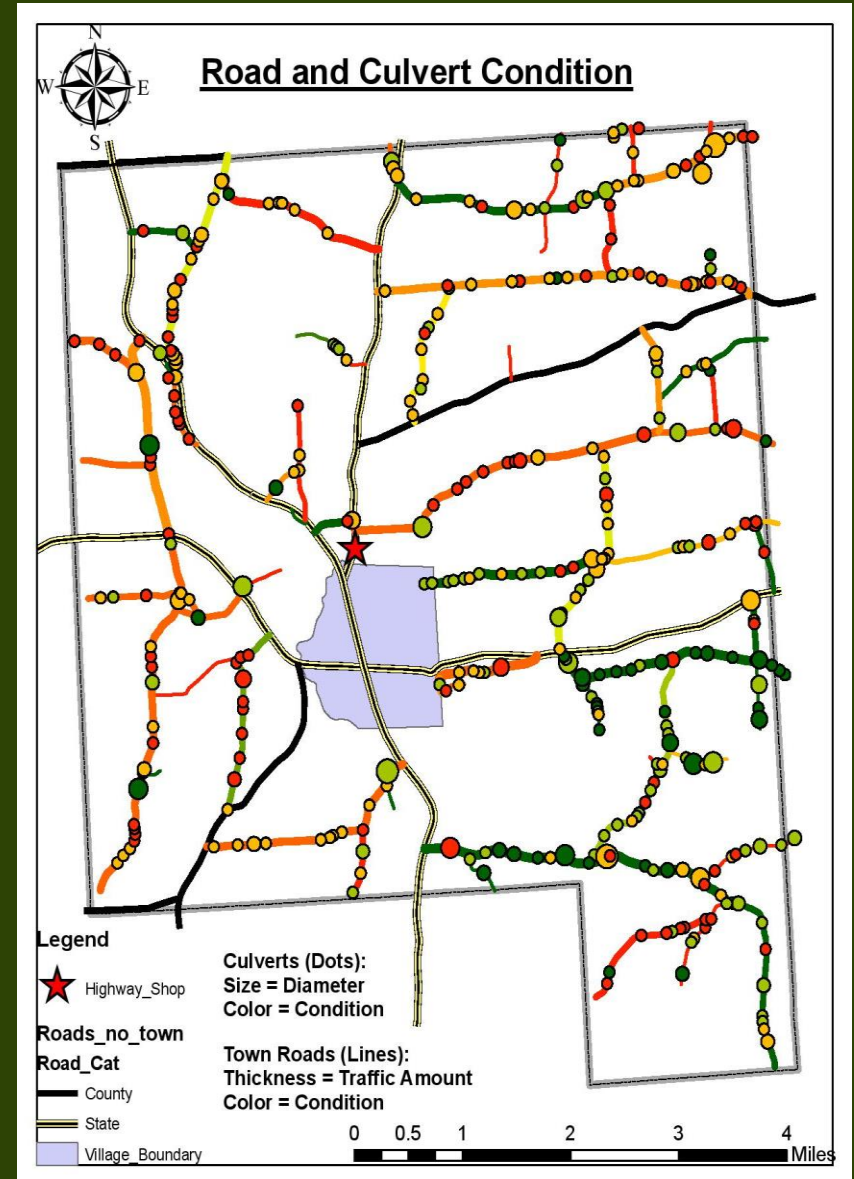 N
W E
S
Road and Culvert Condition
Legend
Highway_Shop
Roads_no_town
Road_Cat
County
State
Village_Boundary
Culverts (Dots):
Size = Diameter
Color = Condition
Town Roads (Lines):
Thickness = Traffic Amount
Color = Condition
0 0.5 1 2 3 4
Miles